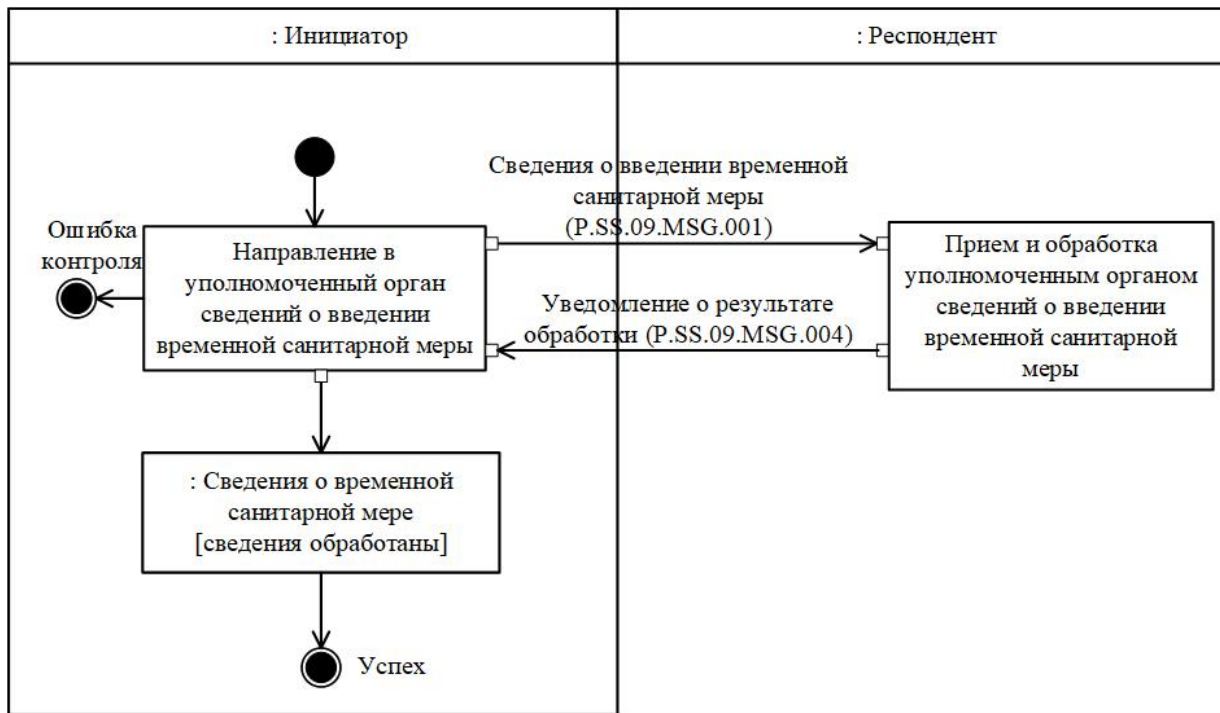 : Инициатор
: Респондент
Сведения о введении временной
санитарной меры
(P.SS.09.MSG.001)
Ошибка
контроля
Направление в
уполномоченный орган
сведений о введении
временной санитарной меры
Прием и обработка
уполномоченным органом
сведений о введении
временной санитарной
меры
Уведомление о результате
обработки (P.SS.09.MSG.004)
: Сведения о временной
санитарной мере
[сведения обработаны]
Успех